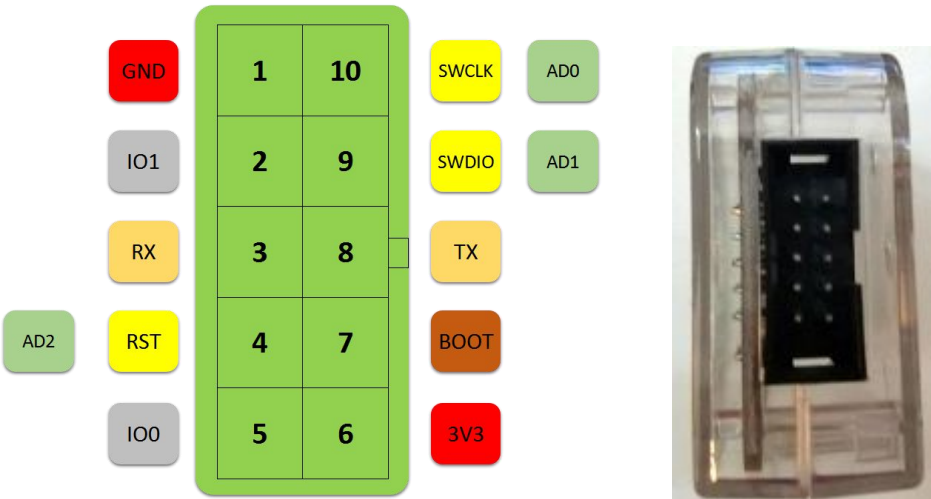 GND 1 10 SWCLK AD0
IO1 2 9 SWDIO AD1
RX 3 8 TX
AD2 RST 4 7 BOOT
IO0 5 6 3V3